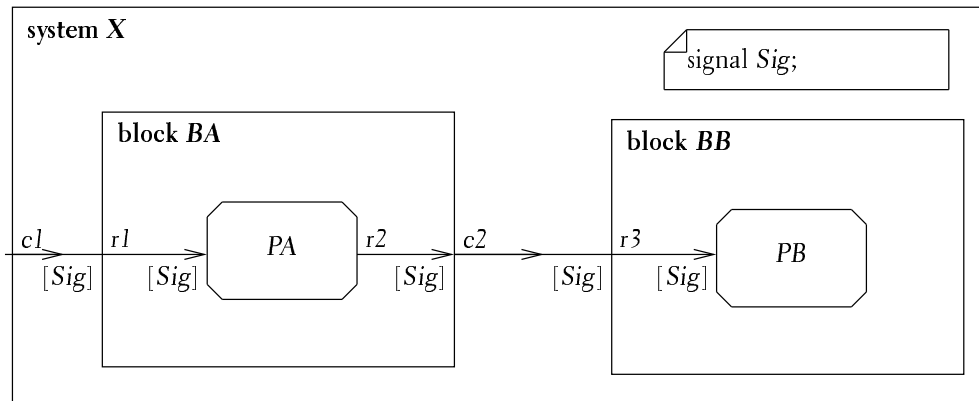 system X
signal Sig;
block BA
block BB
c1
r1
PA
r2
c2
r3
PB
[Sig]
[Sig]
[Sig]
[Sig]
[Sig]